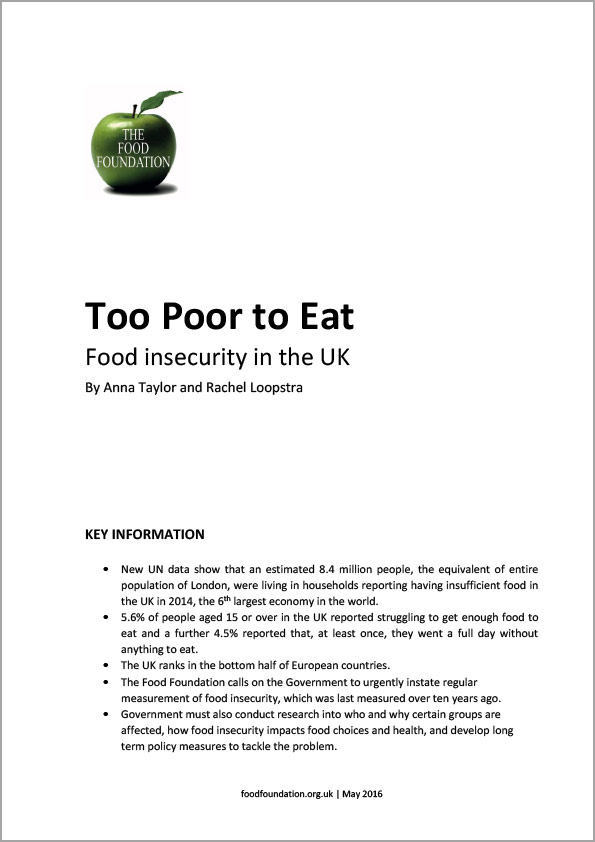 THE
FOOD
FOUNDATION
Too Poor to Eat
Food insecurity in the UK
By Anna Taylor and Rachel Loopstra
KEY INFORMATION
• New UN data show that an estimated 8.4 million people, the equivalent of entire
population of London, were living in households reporting having insufficient food in
the UK in 2014, the 6th largest economy in the world.
• 5.6% of people aged 15 or over in the UK reported struggling to get enough food to
eat and a further 4.5% reported that, at least once, they went a full day without
anything to eat.
• The UK ranks in the bottom half of European countries.
• The Food Foundation calls on the Government to urgently instate regular
measurement of food insecurity, which was last measured over ten years ago.
• Government must also conduct research into who and why certain groups are
affected, how food insecurity impacts food choices and health, and develop long
term policy measures to tackle the problem.
foodfoundation.org.uk | May 2016